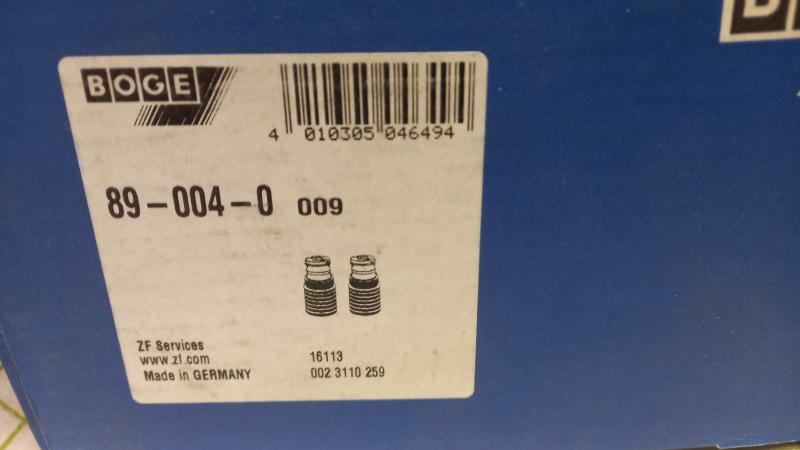 BOGE
4 010305 046494
89-004-0 009
ZF Services
www.zf.com
Made in GERMANY
16113
002 3110 259